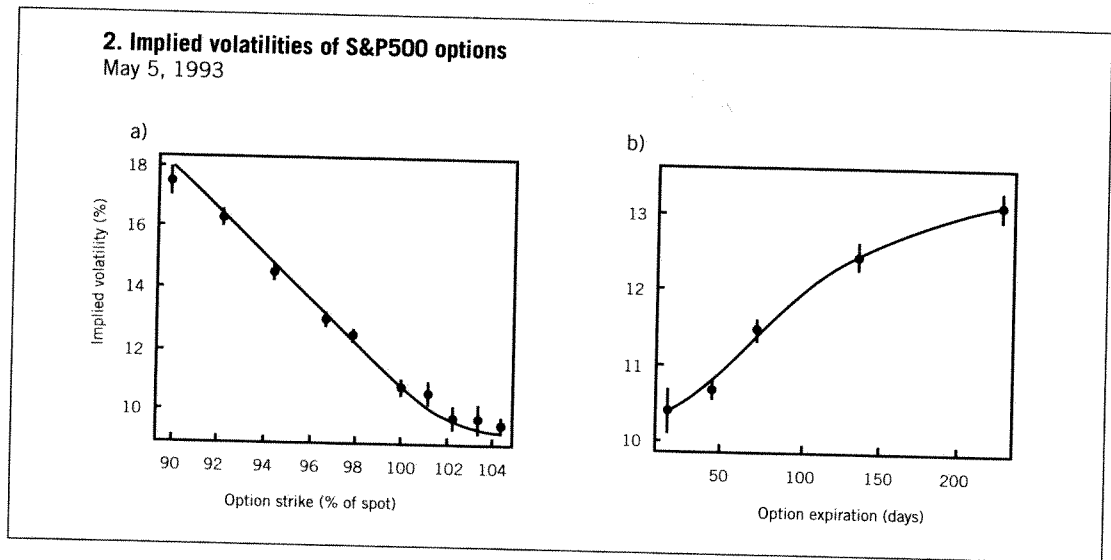 2. Implied volatilities of S&P500 options
May 5, 1993
a)
18
16
14
12
10
Implied volatility (%)
90 92 94 96 98 100 102 104
Option strike (% of spot)
b)
13
12
11
10
50 100 150 200
Option expiration (days)